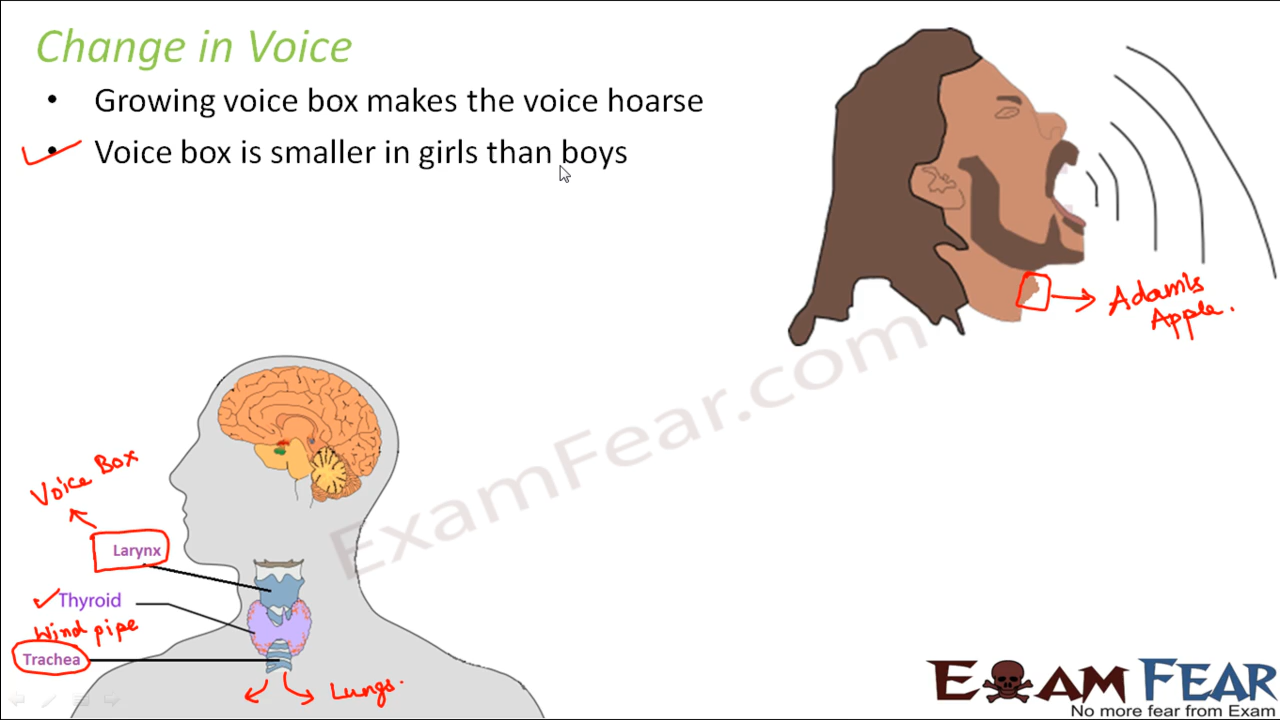 Change in Voice
• Growing voice box makes the voice hoarse
• Voice box is smaller in girls than boys
Adam's
Apple.
ExamFear.com
Voice Box
Larynx
Thyroid
Wind pipe
Trachea
Lungs.
EXAM FEAR
No more fear from Exam